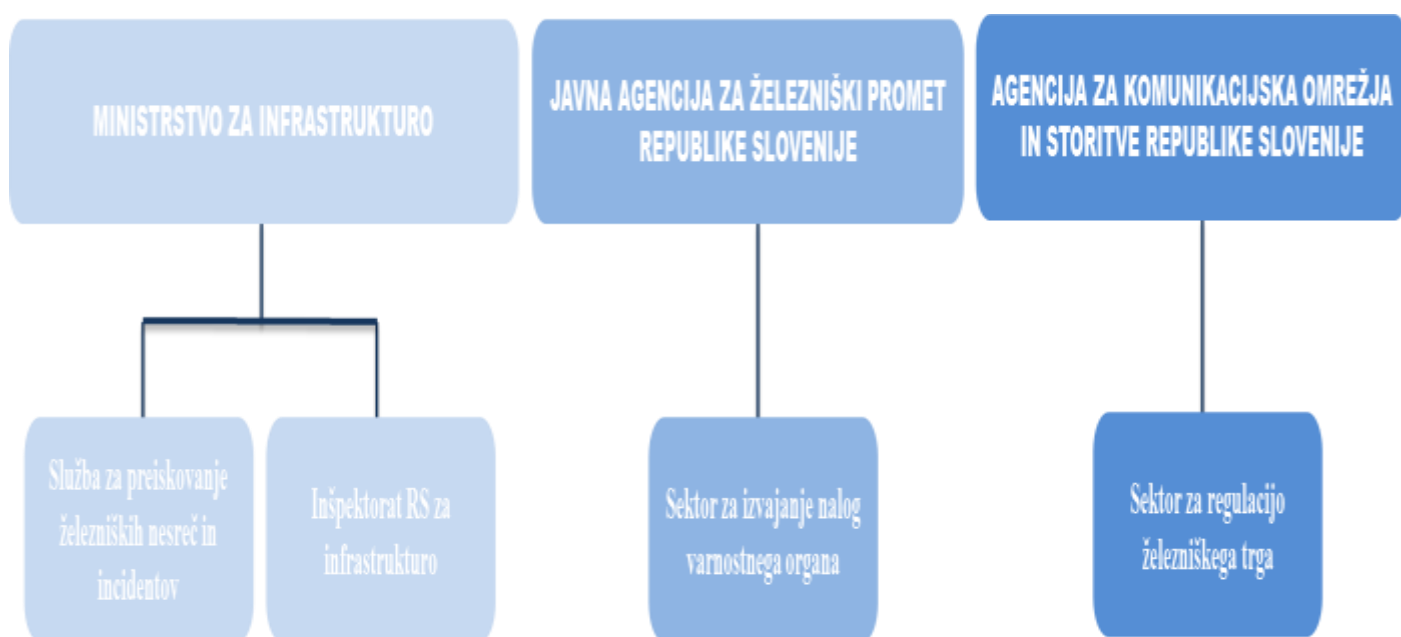 MINISTRSTVO ZA INFRASTRUKTURO
JAVNA AGENCIJA ZA ŽELEZNIŠKI PROMET
REPUBLIKE SLOVENIJE
AGENCIJA ZA KOMUNIKACIJSKA OMREŽJA
IN STORITVE REPUBLIKE SLOVENIJE
Služba za preiskovanje
železniških nesreč in
incidentov
Inšpektorat RS za
infrastrukturo
Sektor za izvajanje nalog
varnostnega organa
Sektor za regulacijo
železniškega trga